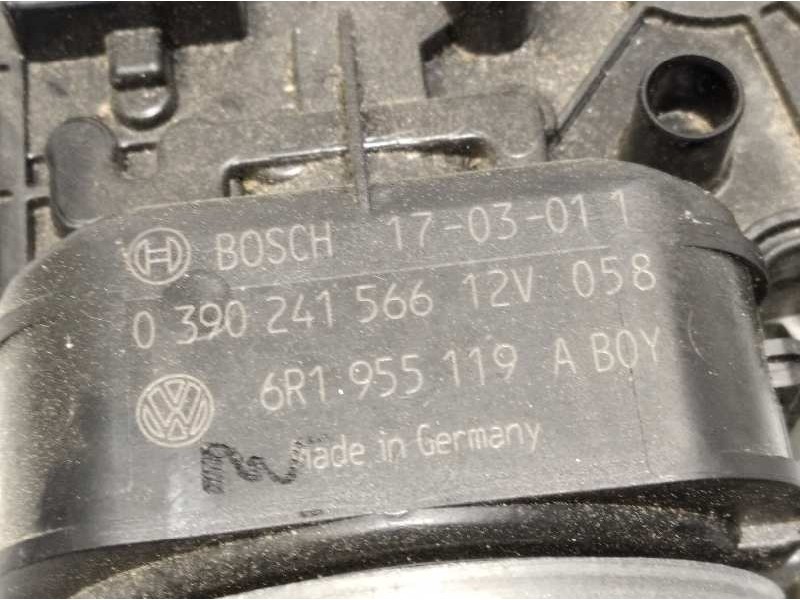 BOSCH 17-03-01 1
0 390 241 566 12V 058
6R1 955 119 A BOY
Made in Germany